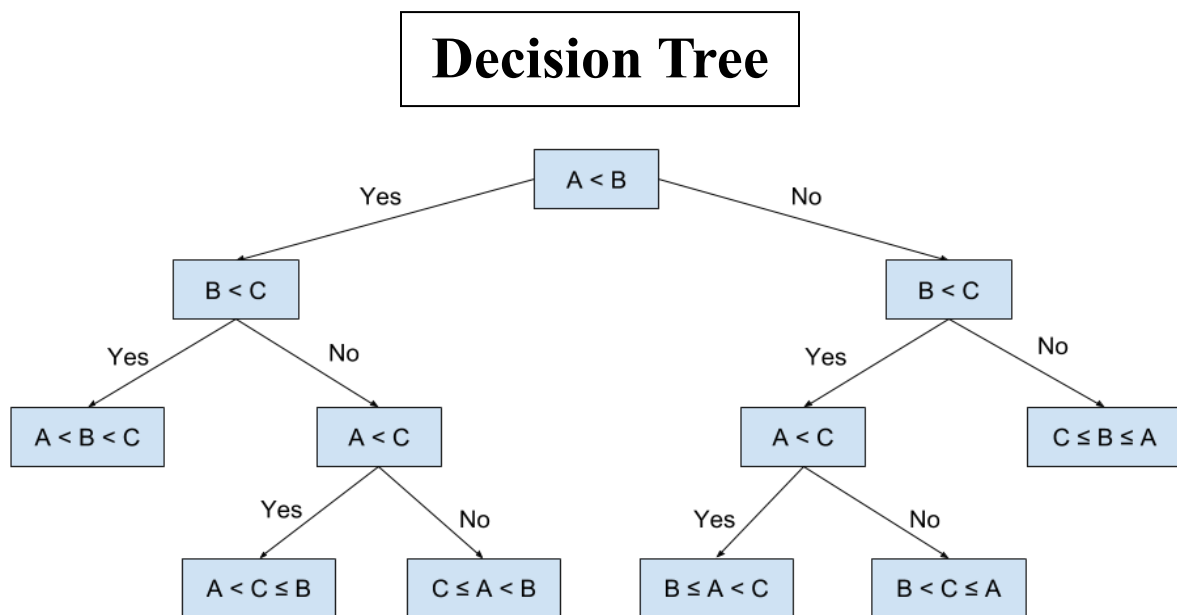 Decision Tree
A < B
Yes
No
B < C
B < C
Yes
No
Yes
No
A < B < C
A < C
A < C
C ≤ B ≤ A
Yes
No
Yes
No
A < C ≤ B
C ≤ A < B
B ≤ A < C
B < C ≤ A